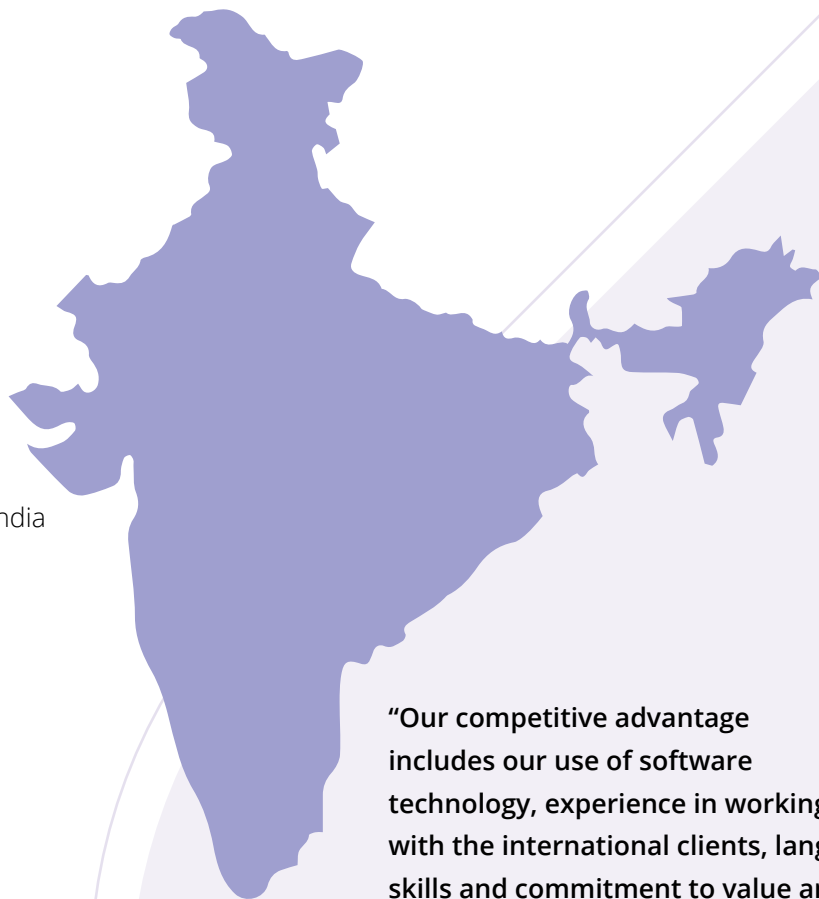 ndia
“Our competitive advantage
includes our use of software
technology, experience in working
with the international clients, lang
skills and commitment to value a